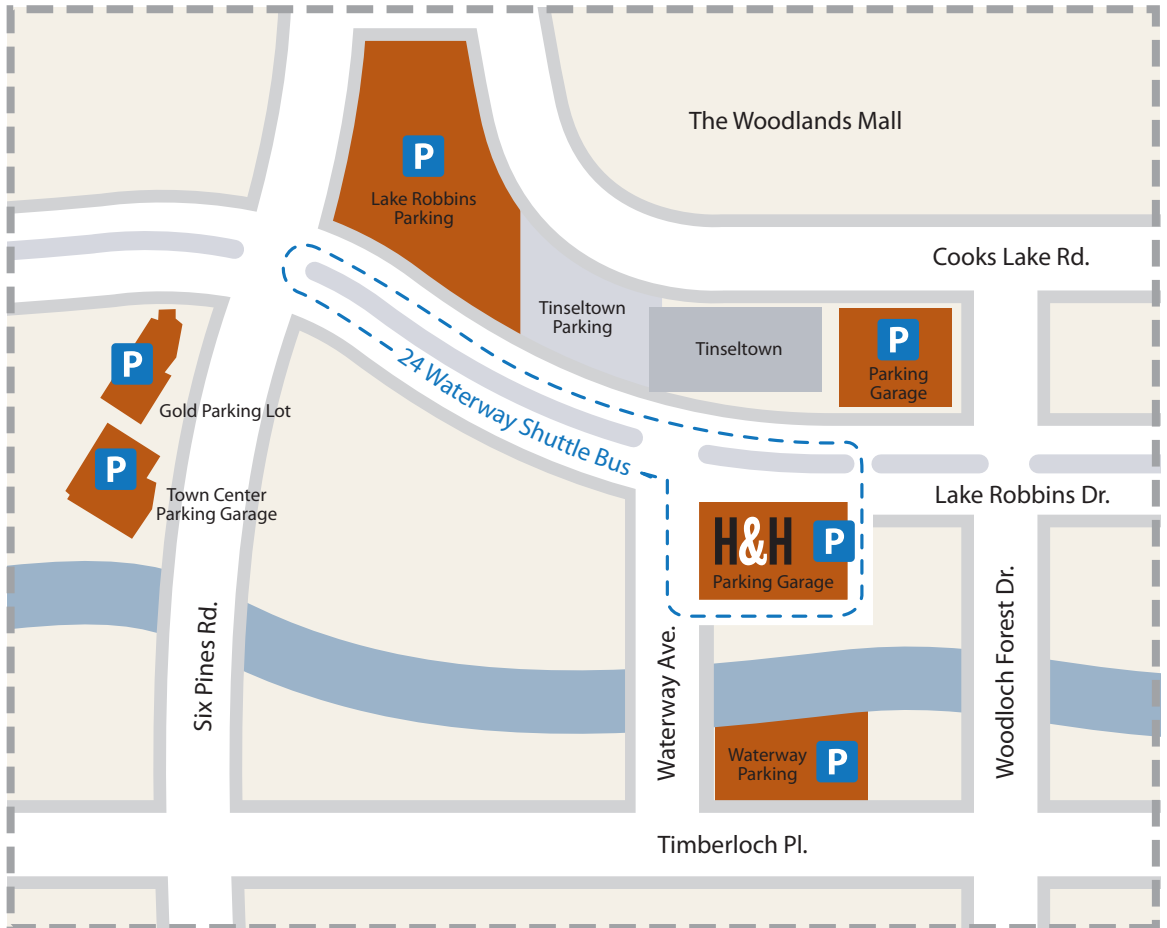 The Woodlands Mall
P
Lake Robbins
Parking
Cooks Lake Rd.
Tinseltown
Parking
Tinseltown
P
Parking
Garage
P
Gold Parking Lot
24 Waterway Shuttle Bus
P
Town Center
Parking Garage
Lake Robbins Dr.
H&H
P
Parking Garage
Six Pines Rd.
Waterway Ave.
Woodloch Forest Dr.
Waterway
Parking
P
Timberloch Pl.